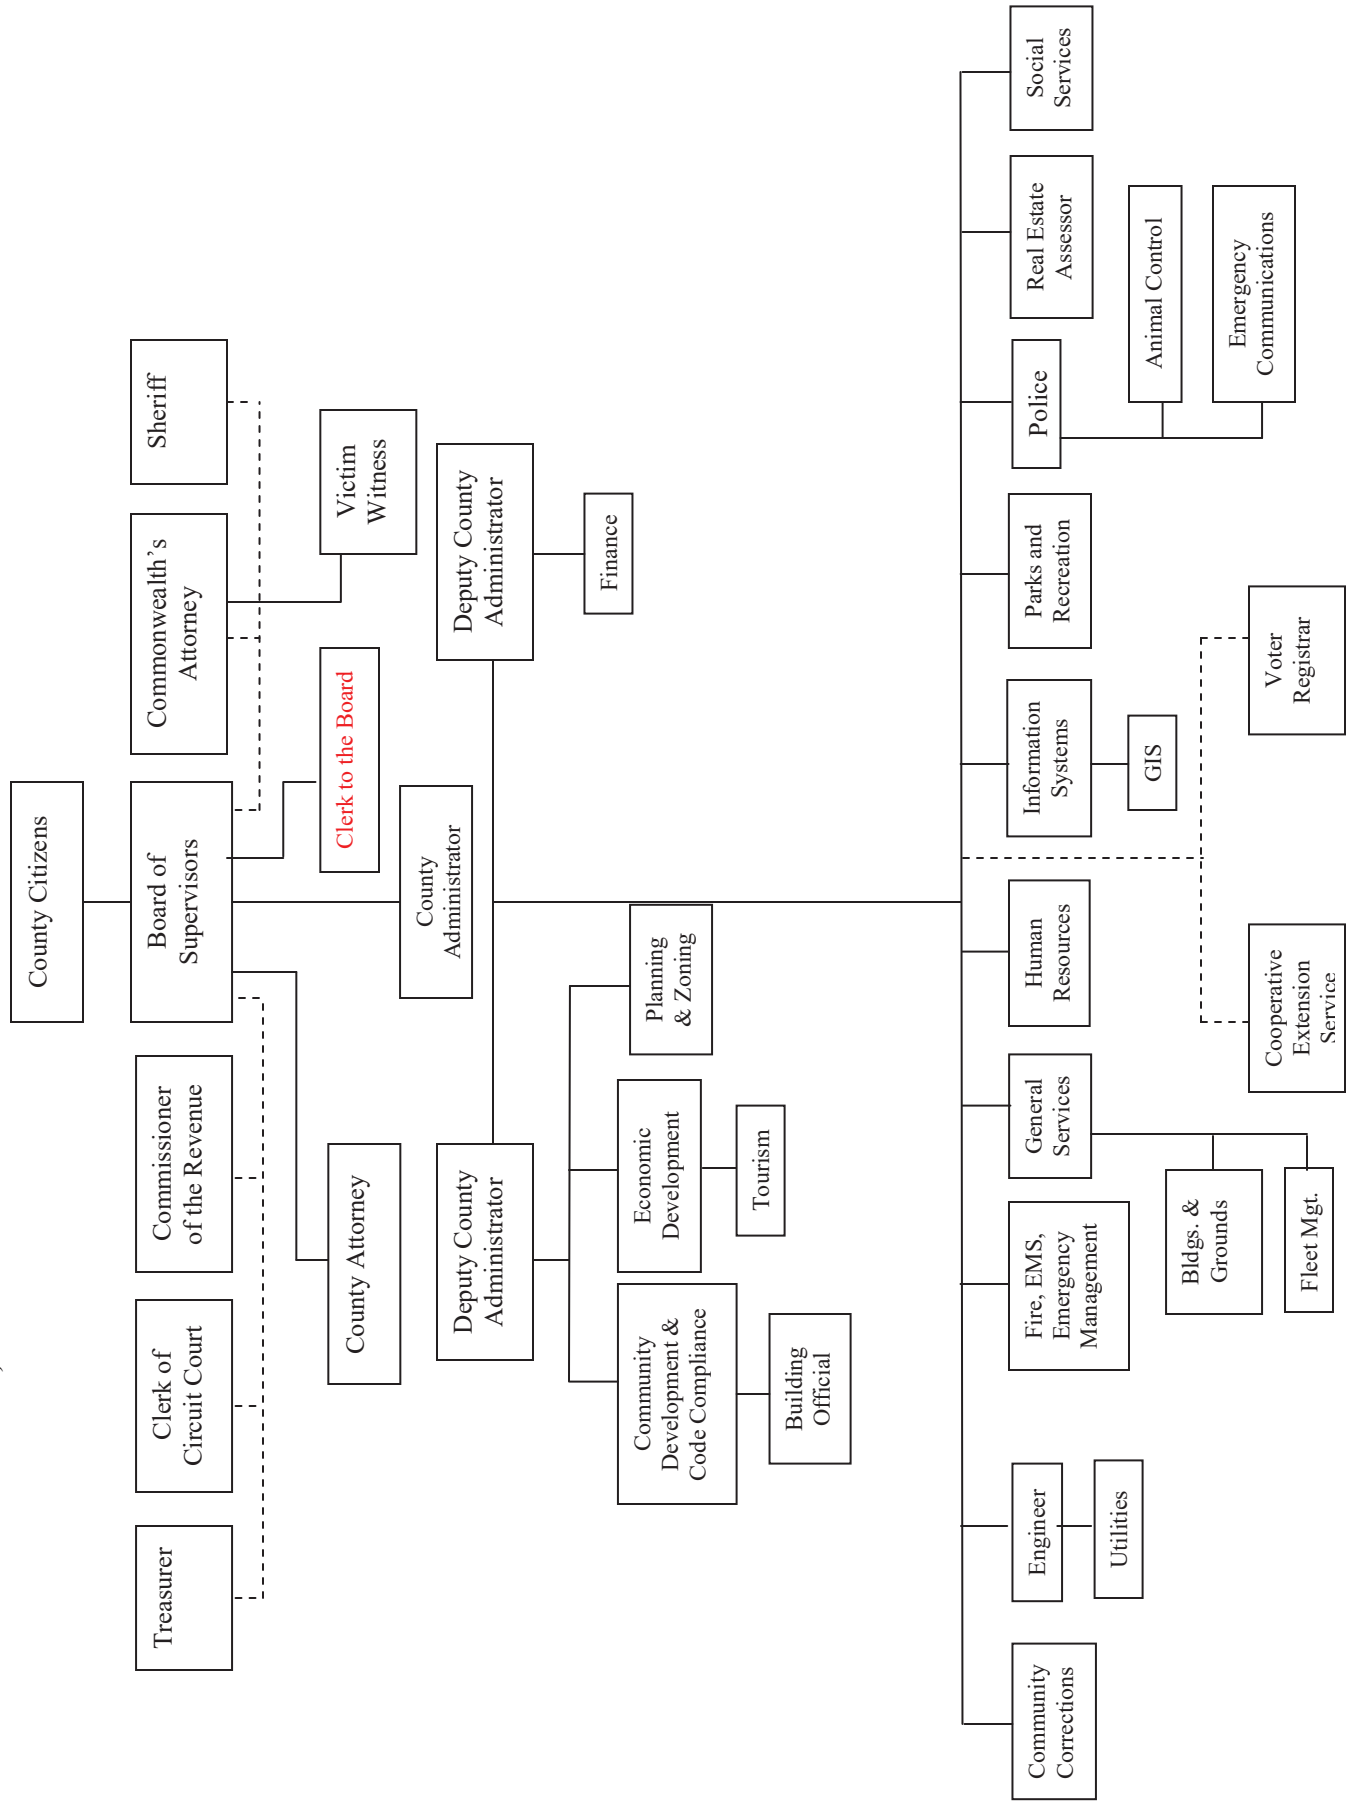 County Citizens
Treasurer
Clerk of
Circuit Court
Commissioner
of the Revenue
Board of
Supervisors
Commonwealth’s
Attorney
Sheriff
County Attorney
Clerk to the Board
Victim
Witness
County
Administrator
Deputy County
Administrator
Deputy County
Administrator
Finance
Community
Development &
Code Compliance
Economic
Development
Planning
& Zoning
Building
Official
Tourism
Community
Corrections
Engineer
Fire, EMS,
Emergency
Management
General
Services
Human
Resources
Information
Systems
Parks and
Recreation
Police
Real Estate
Assessor
Social
Services
Utilities
Bldgs. &
Grounds
Fleet Mgt.
GIS
Animal Control
Emergency
Communications
Cooperative
Extension
Service
Voter
Registrar